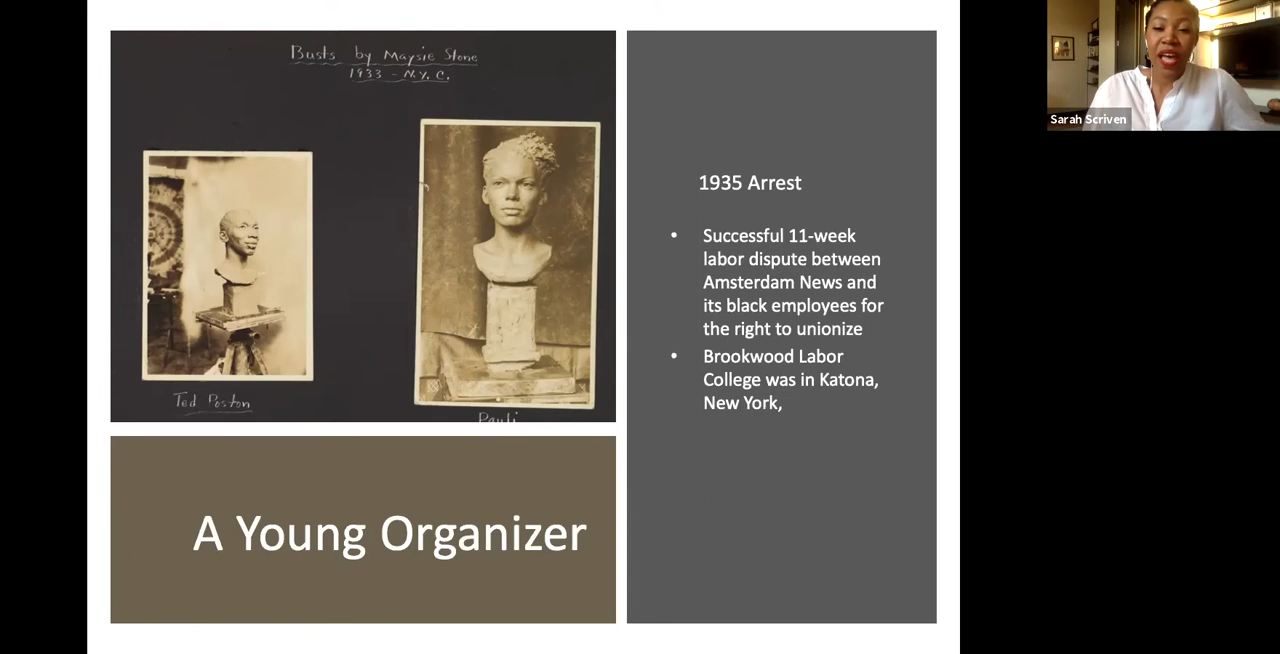 Busts by Maysie Stone
1933 - N.Y.C.
Ted Poston
Pauli
A Young Organizer
1935 Arrest
• Successful 11-week
labor dispute between
Amsterdam News and
its black employees for
the right to unionize
• Brookwood Labor
College was in Katona,
New York,
Sarah Scriven